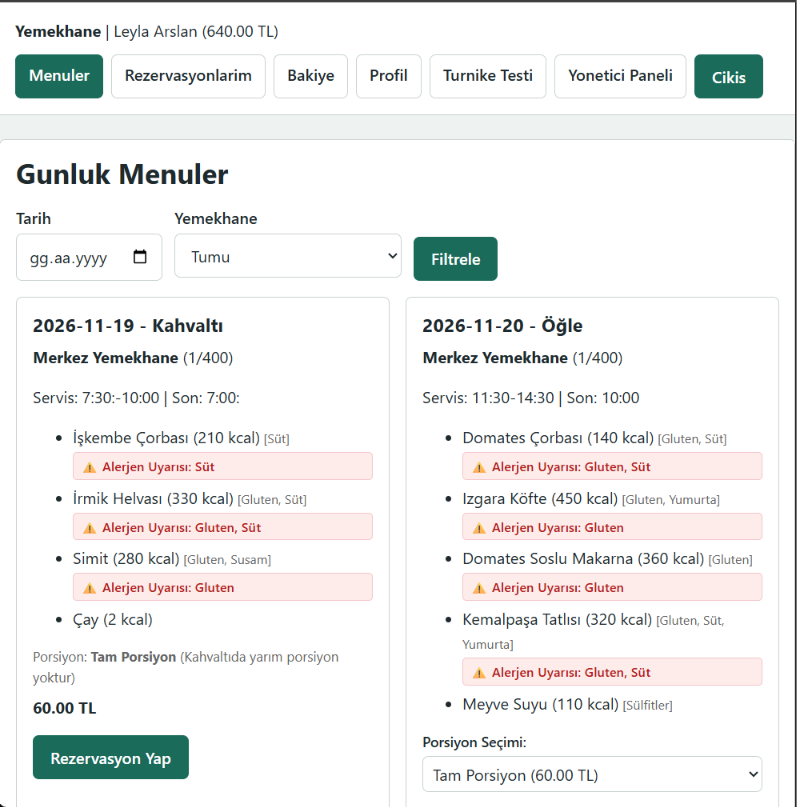 Yemekhane | Leyla Arslan (640.00 TL)
Menuler Rezervasyonlarim Bakiye Profil Turnike Testi Yonetici Paneli Cikis
Gunluk Menuler
Tarih Yemekhane
gg.aa.yyyy Tumu Filtrele
2026-11-19 - Kahvaltı
Merkez Yemekhane (1/400)
Servis: 7:30:-10:00 | Son: 7:00:
İşkembe Çorbası (210 kcal) [Süt]
Alerjen Uyarısı: Süt
İrmik Helvası (330 kcal) [Gluten, Süt]
Alerjen Uyarısı: Gluten, Süt
Simit (280 kcal) [Gluten, Susam]
Alerjen Uyarısı: Gluten
Çay (2 kcal)
Porsiyon: Tam Porsiyon (Kahvaltıda yarım porsiyon
yoktur)
60.00 TL
Rezervasyon Yap
2026-11-20 - Öğle
Merkez Yemekhane (1/400)
Servis: 11:30-14:30 | Son: 10:00
Domates Çorbası (140 kcal) [Gluten, Süt]
Alerjen Uyarısı: Gluten, Süt
Izgara Köfte (450 kcal) [Gluten, Yumurta]
Alerjen Uyarısı: Gluten
Domates Soslu Makarna (360 kcal) [Gluten]
Alerjen Uyarısı: Gluten
Kemalpaşa Tatlısı (320 kcal) [Gluten, Süt,
Yumurta]
Alerjen Uyarısı: Gluten, Süt
Meyve Suyu (110 kcal) [Sülfitler]
Porsiyon Seçimi:
Tam Porsiyon (60.00 TL)